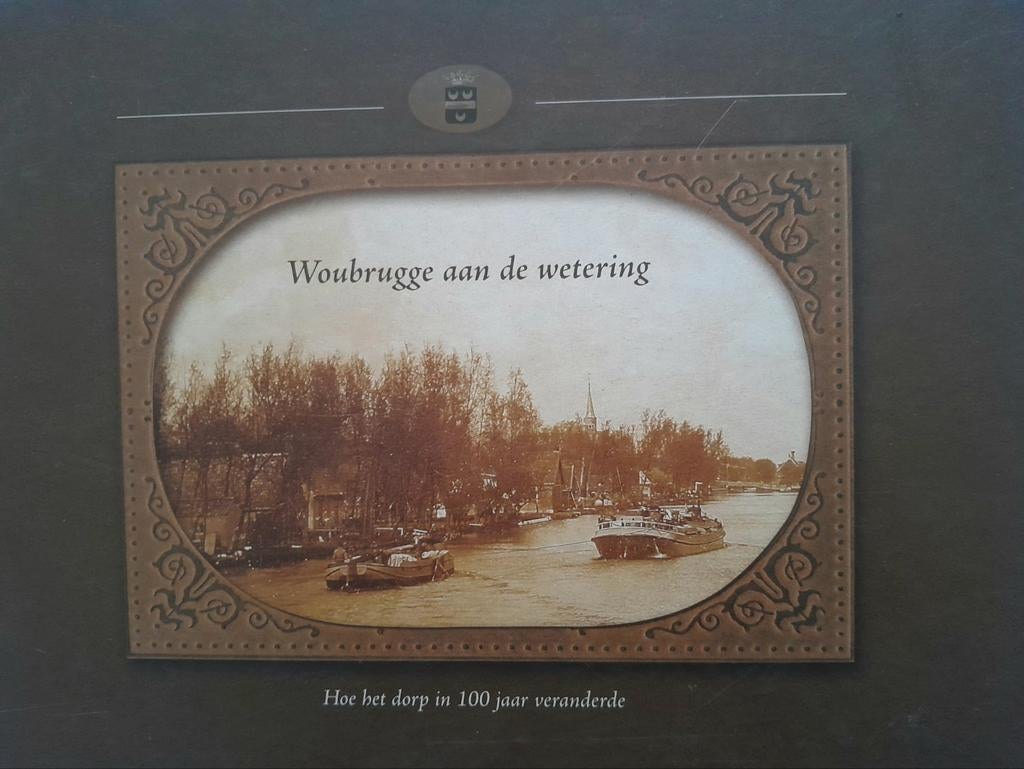 Woubrugge aan de wetering
Hoe het dorp in 100 jaar veranderde